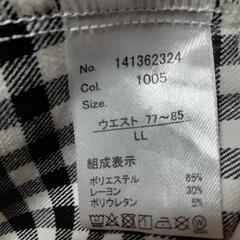 No. 141362324
Col. 1005
Size.
ウエスト 77～85
LL
組成表示
ポリエステル 65%
レーヨン 30%
ポリウレタン 5%